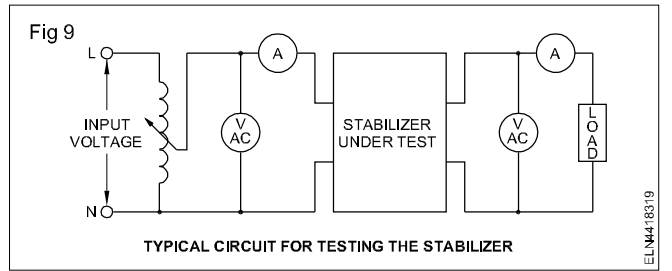 Fig 9
L
INPUT
VOLTAGE
N
A
V
AC
STABILIZER
UNDER TEST
A
V
AC
LOAD
TYPICAL CIRCUIT FOR TESTING THE STABILIZER
ELN4418319